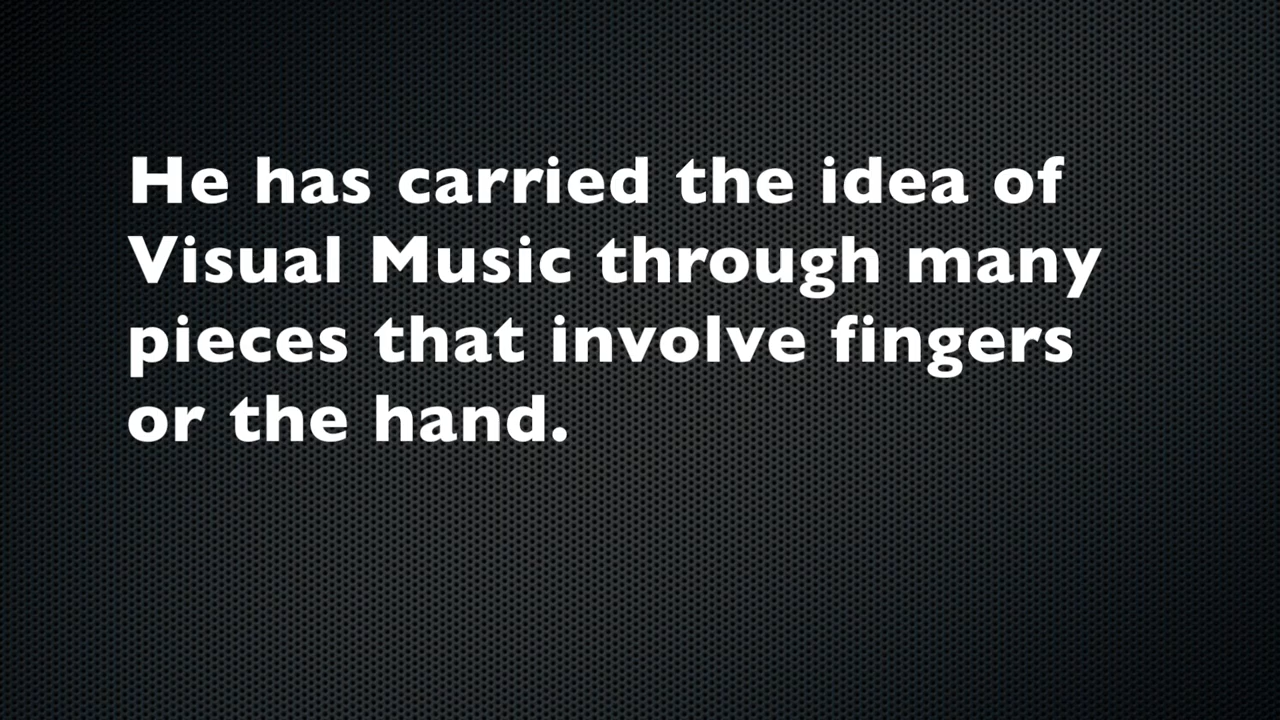 He has carried the idea of
Visual Music through many
pieces that involve fingers
or the hand.